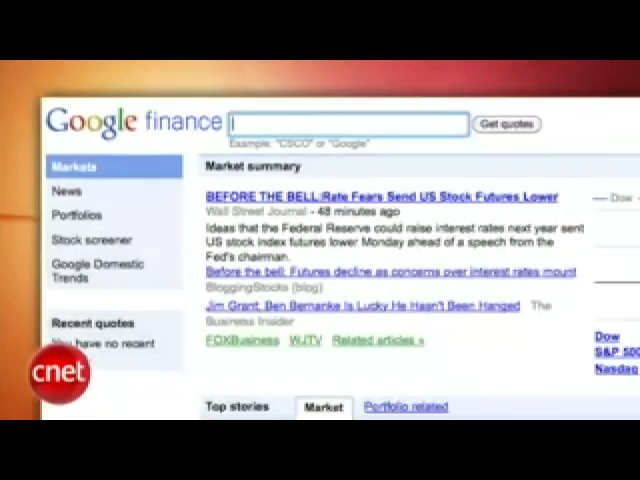 Google finance
Get quotes
Example: "CSCO" or "Google"
Markets
News
Portfolios
Stock screener
Google Domestic
Trends
Recent quotes
You have no recent
cnet
Market summary
BEFORE THE BELL:Rate Fears Send US Stock Futures Lower
Wall Street Journal - 48 minutes ago
Ideas that the Federal Reserve could raise interest rates next year sent
US stock index futures lower Monday ahead of a speech from the
Fed's chairman.
Before the bell: Futures decline as concerns over interest rates mount
BloggingStocks (blog)
Jim Grant: Ben Bernanke Is Lucky He Hasn't Been Hanged The
Business Insider
FOXBusiness WJTV Related articles »
Dow
Dow
S&P 500
Nasdaq
Top stories Market Portfolio related